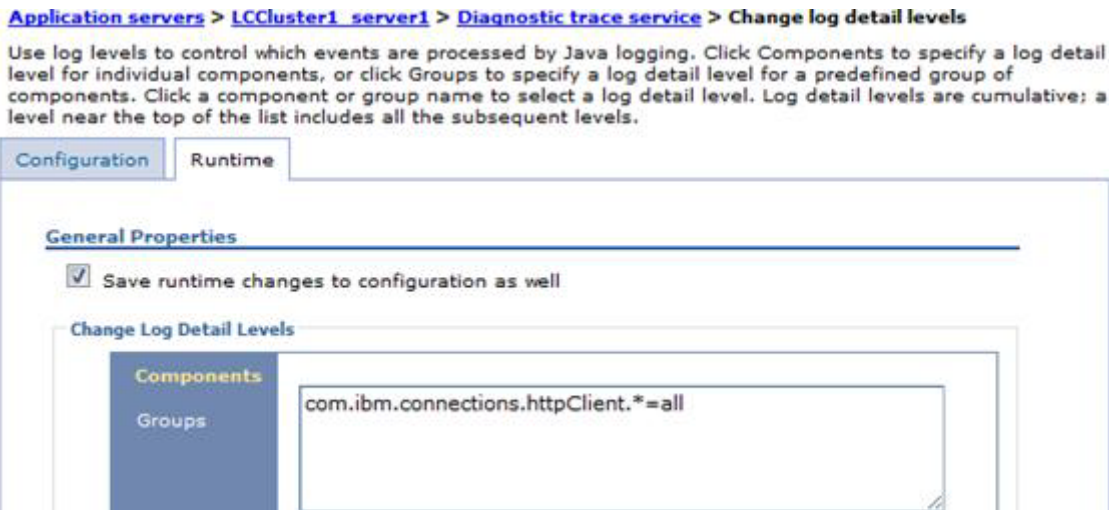 Application servers > LCCluster1_server1 > Diagnostic trace service > Change log detail levels
Use log levels to control which events are processed by Java logging. Click Components to specify a log detail
level for individual components, or click Groups to specify a log detail level for a predefined group of
components. Click a component or group name to select a log detail level. Log detail levels are cumulative; a
level near the top of the list includes all the subsequent levels.
Configuration Runtime
General Properties
Save runtime changes to configuration as well
Change Log Detail Levels
Components
com.ibm.connections.httpClient.*=all
Groups